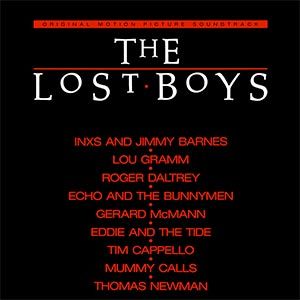 ORIGINAL MOTION PICTURE SOUNDTRACK
THE
LOST · BOYS
INXS AND JIMMY BARNES
LOU GRAMM
ROGER DALTREY
ECHO AND THE BUNNYMEN
GERARD McMANN
EDDIE AND THE TIDE
TIM CAPPELLO
MUMMY CALLS
THOMAS NEWMAN